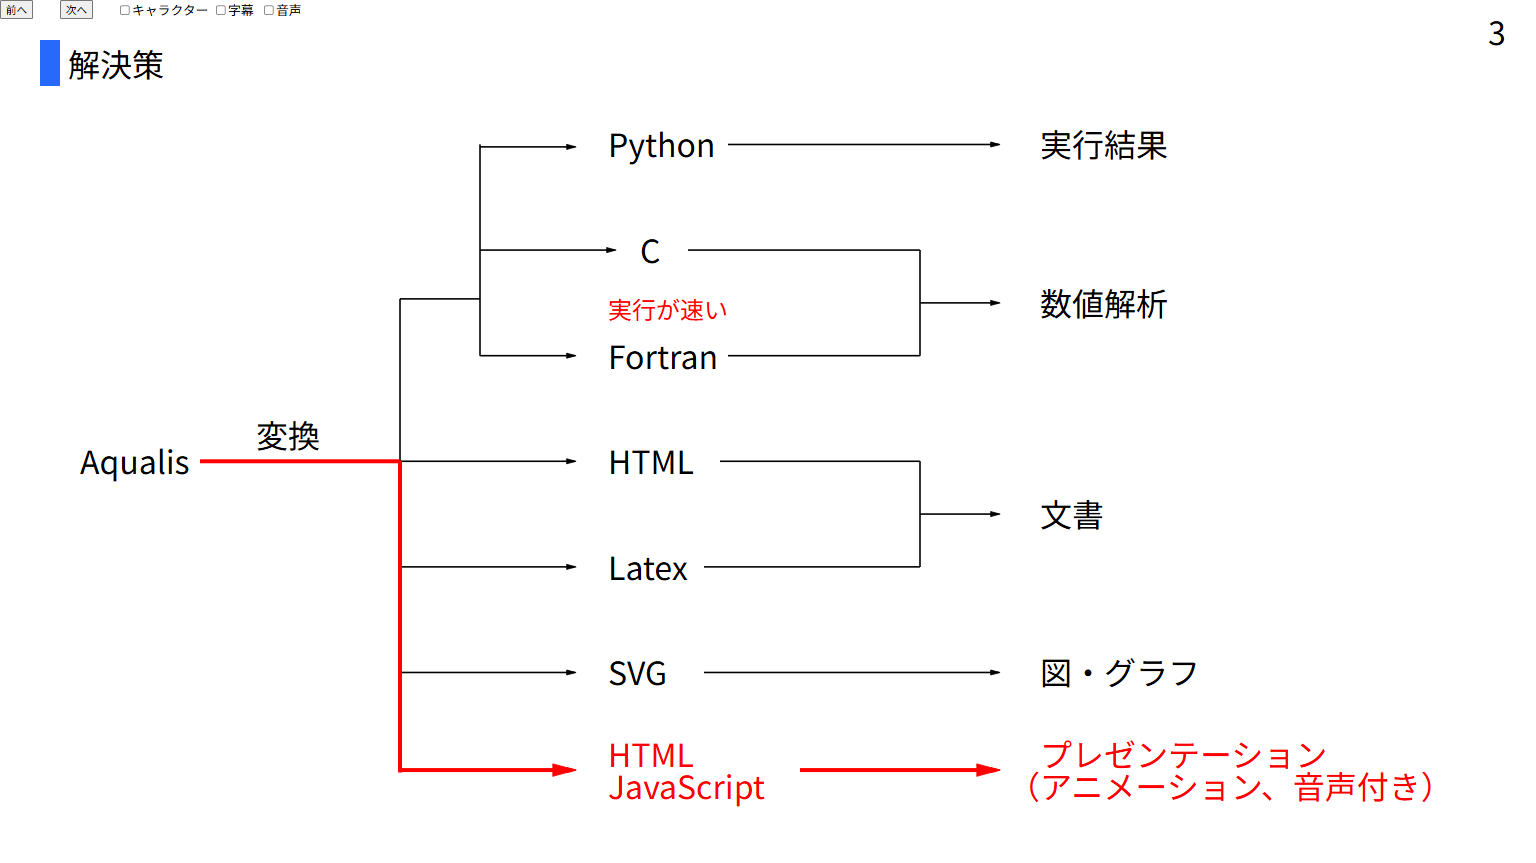 前へ
次へ
キャラクター
字幕
音声
3
解決策
Python
実行結果
C
実行が速い
数値解析
Fortran
変換
Aqualis
HTML
文書
Latex
SVG
図・グラフ
HTML
JavaScript
プレゼンテーション
（アニメーション、音声付き）